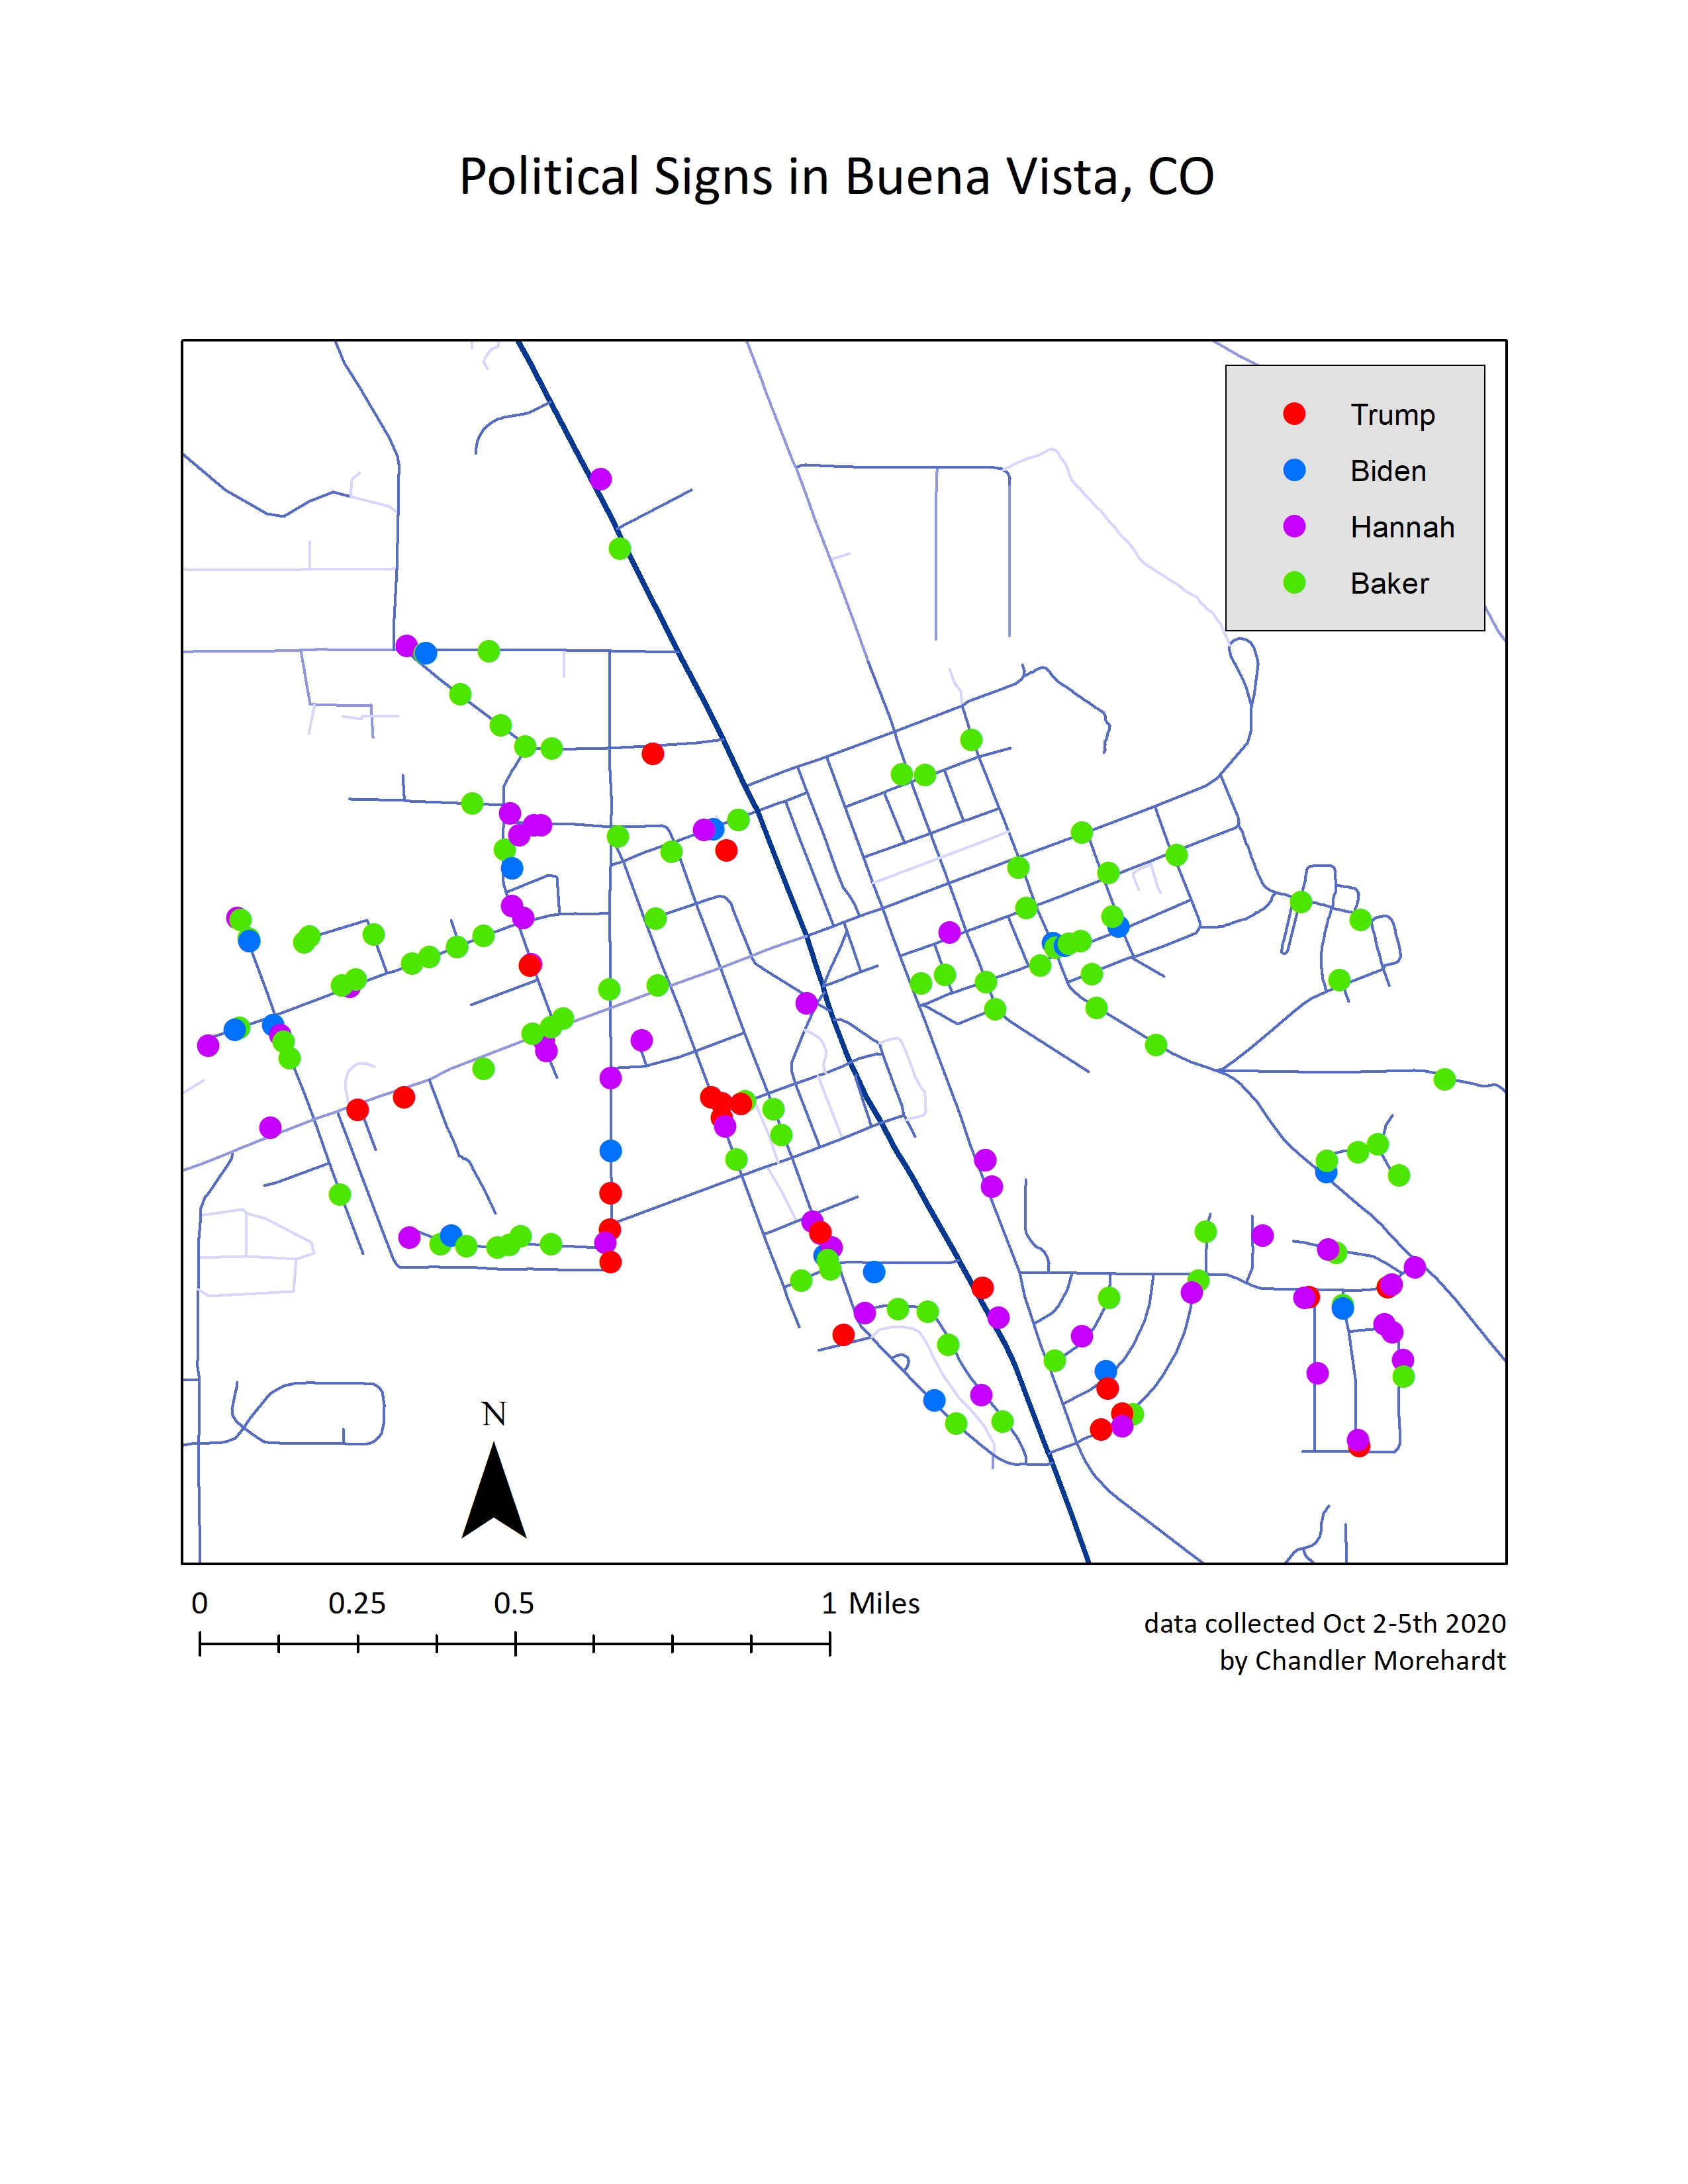 Political Signs in Buena Vista, CO
Trump
Biden
Hannah
Baker
N
0 0.25 0.5 1 Miles
data collected Oct 2-5th 2020
by Chandler Morehardt